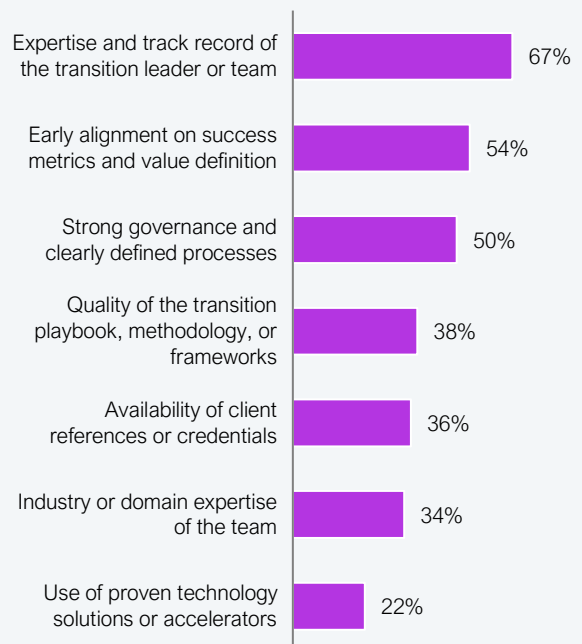 Expertise and track record of
the transition leader or team
67%
Early alignment on success
metrics and value definition
54%
Strong governance and
clearly defined processes
50%
Quality of the transition
playbook, methodology, or
frameworks
38%
Availability of client
references or credentials
36%
Industry or domain expertise
of the team
34%
Use of proven technology
solutions or accelerators
22%